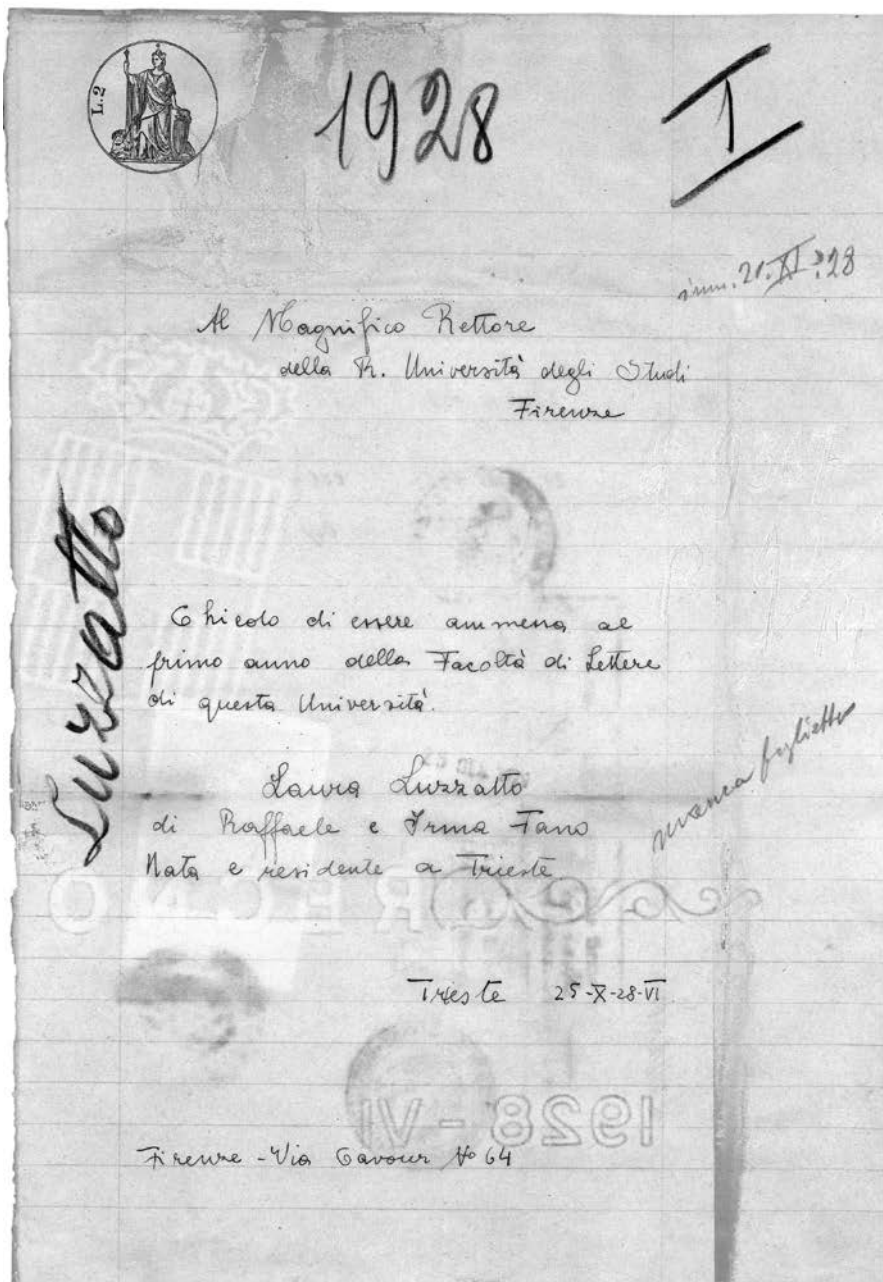 L.2
1928
I
imm. 21.XI.28
Al Magnifico Rettore
della R. Università degli Studi
Firenze
Luzzatto
Chiedo di essere ammessa al
primo anno della Facoltà di Lettere
di questa Università.
manca foglietto
Laura Luzzatto
di Raffaele e Irma Fano
Nata e residente a Trieste.
Trieste 25-X-28-VI
1928 - VI
Firenze - Via Cavour No 64